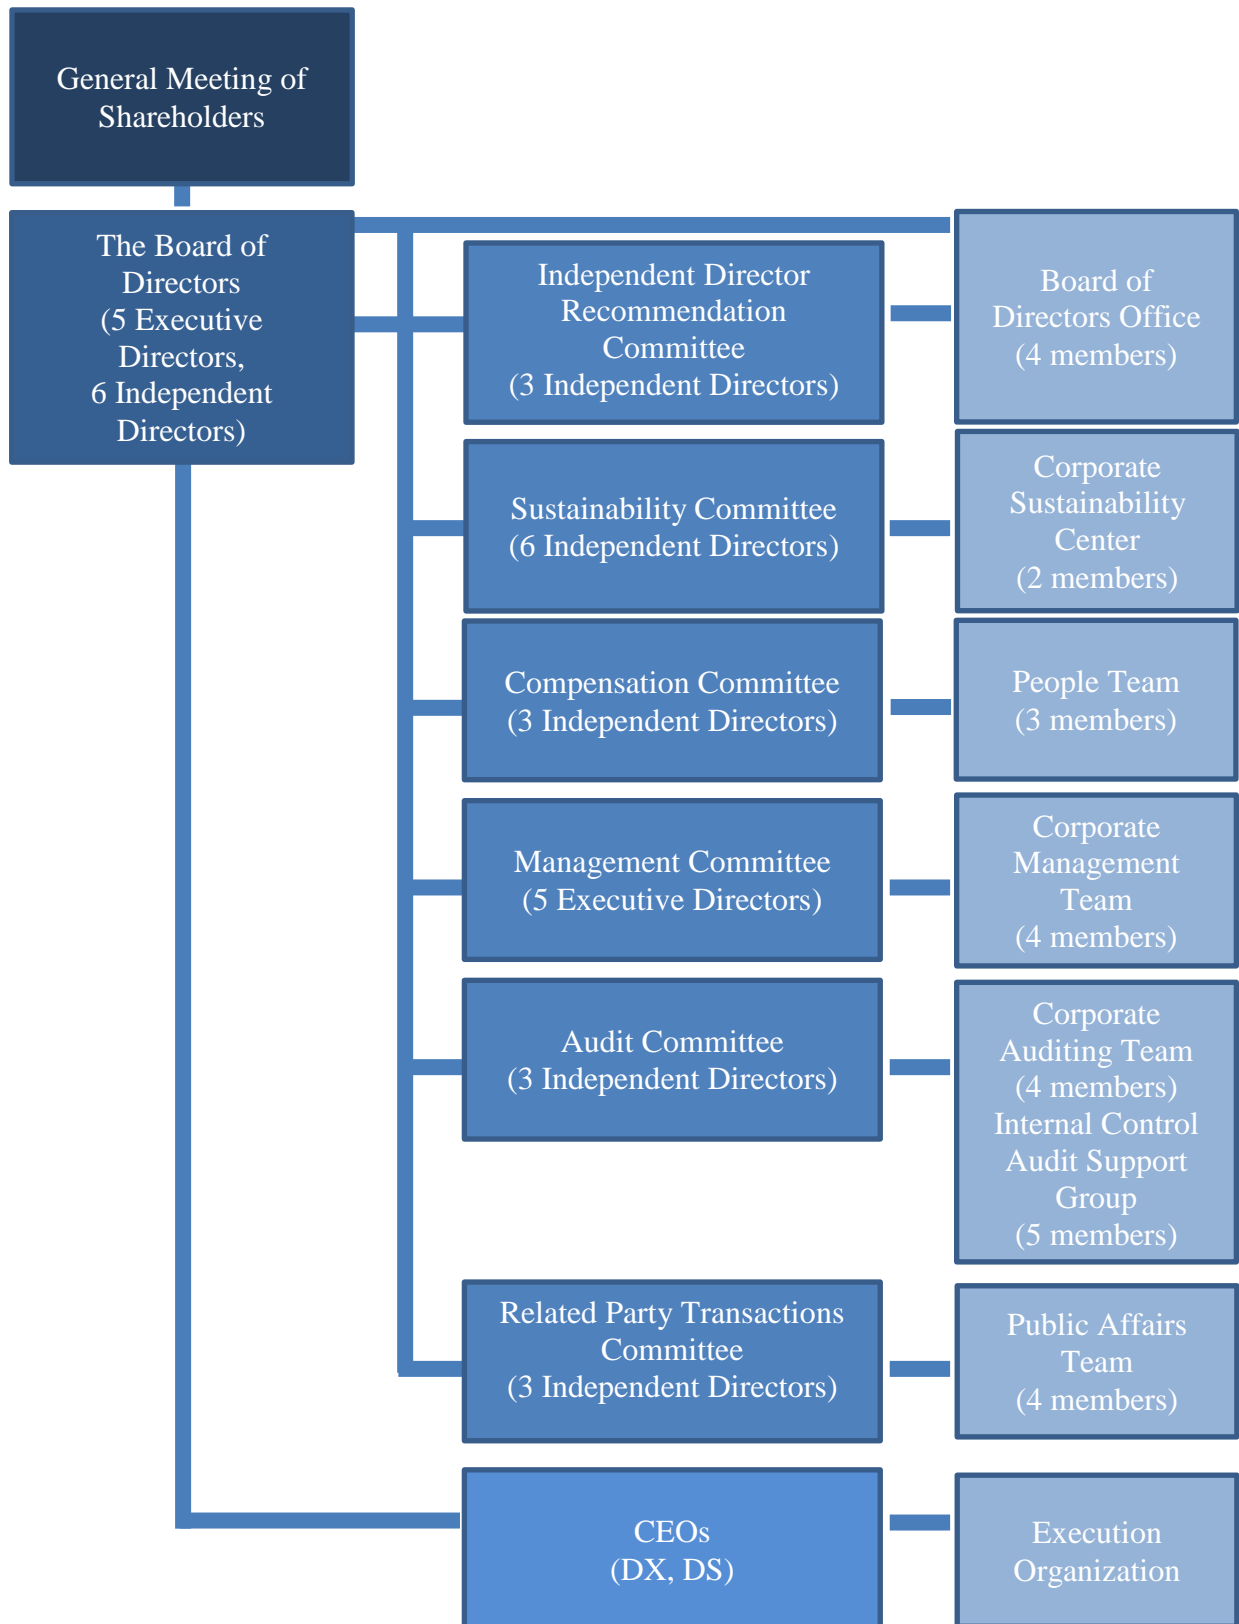 General Meeting of
Shareholders
The Board of
Directors
(5 Executive
Directors,
6 Independent
Directors)
Independent Director
Recommendation
Committee
(3 Independent Directors)
Board of
Directors Office
(4 members)
Sustainability Committee
(6 Independent Directors)
Corporate
Sustainability
Center
(2 members)
Compensation Committee
(3 Independent Directors)
People Team
(3 members)
Management Committee
(5 Executive Directors)
Corporate
Management
Team
(4 members)
Audit Committee
(3 Independent Directors)
Corporate
Auditing Team
(4 members)
Internal Control
Audit Support
Group
(5 members)
Related Party Transactions
Committee
(3 Independent Directors)
Public Affairs
Team
(4 members)
CEOs
(DX, DS)
Execution
Organization